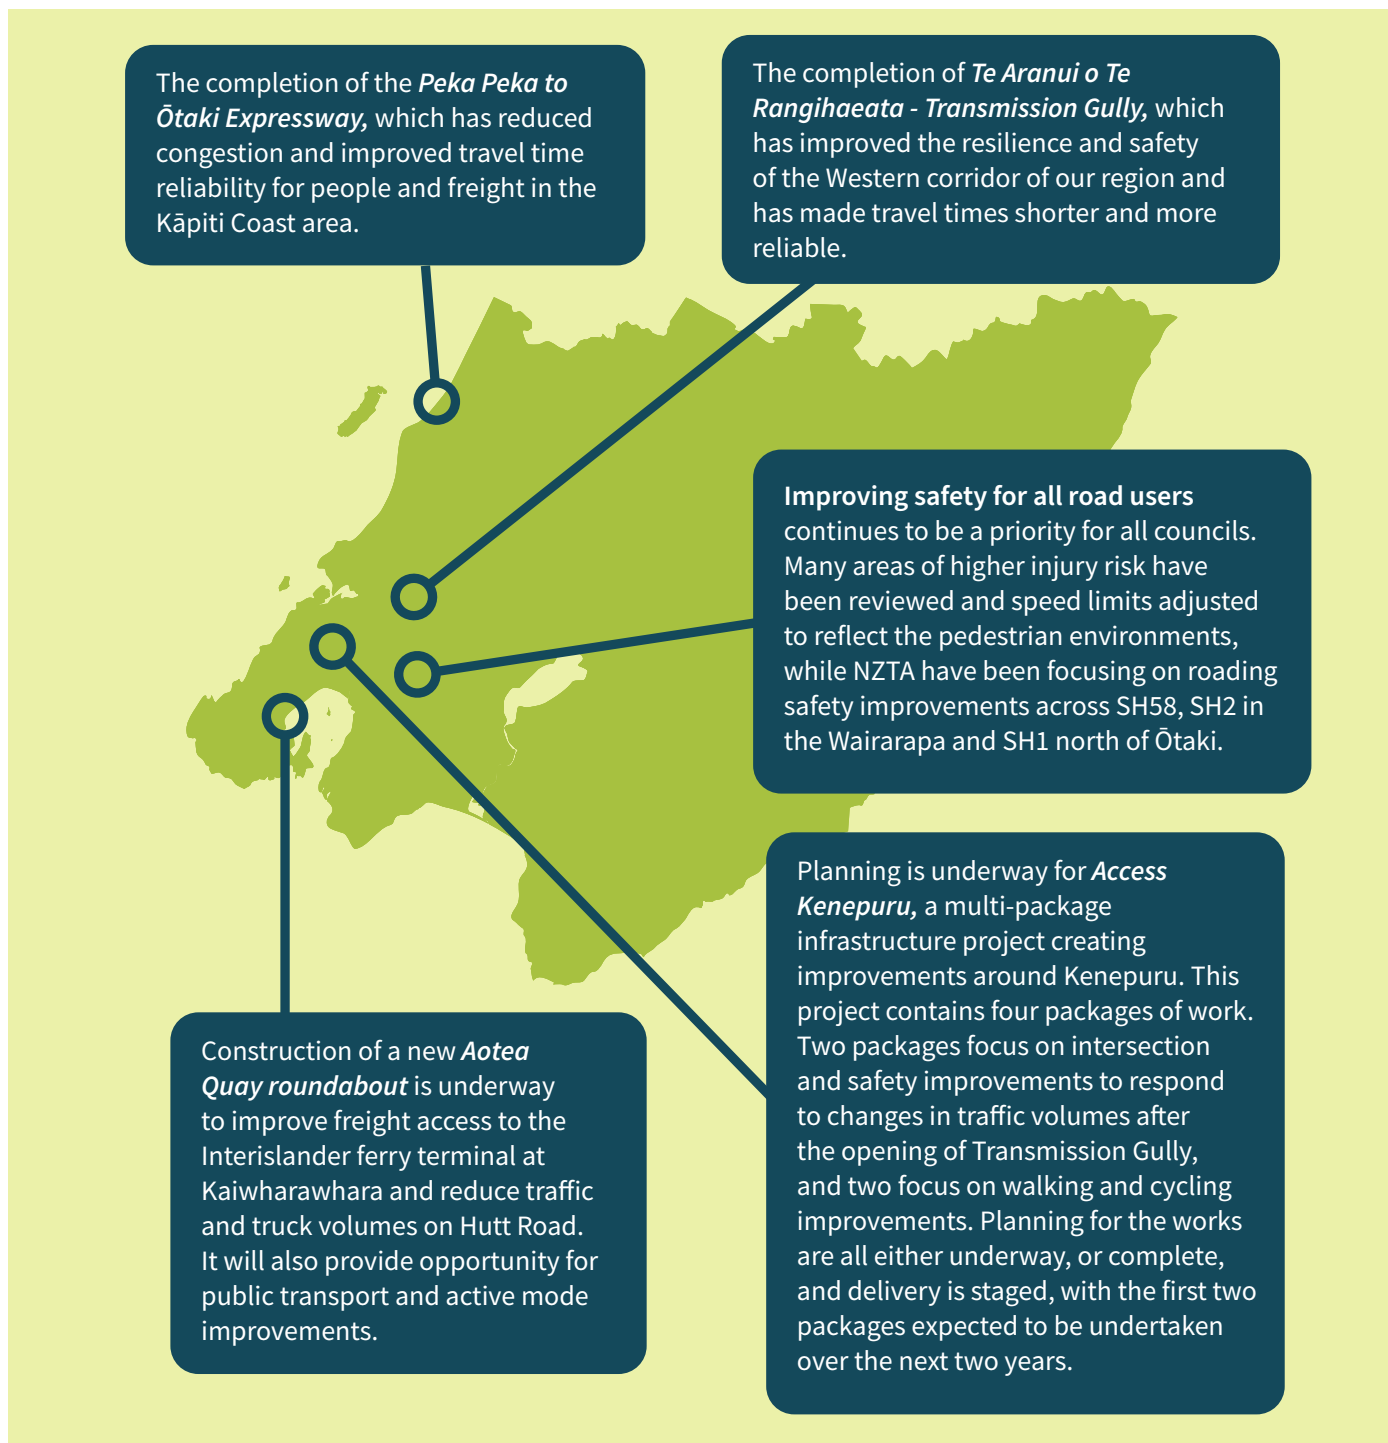 The completion of the Peka Peka to
Ōtaki Expressway, which has reduced
congestion and improved travel time
reliability for people and freight in the
Kāpiti Coast area.
The completion of Te Aranui o Te
Rangihaeata - Transmission Gully, which
has improved the resilience and safety
of the Western corridor of our region and
has made travel times shorter and more
reliable.
Improving safety for all road users
continues to be a priority for all councils.
Many areas of higher injury risk have
been reviewed and speed limits adjusted
to reflect the pedestrian environments,
while NZTA have been focusing on roading
safety improvements across SH58, SH2 in
the Wairarapa and SH1 north of Ōtaki.
Planning is underway for Access
Kenepuru, a multi-package
infrastructure project creating
improvements around Kenepuru. This
project contains four packages of work.
Two packages focus on intersection
and safety improvements to respond
to changes in traffic volumes after
the opening of Transmission Gully,
and two focus on walking and cycling
improvements. Planning for the works
are all either underway, or complete,
and delivery is staged, with the first two
packages expected to be undertaken
over the next two years.
Construction of a new Aotea
Quay roundabout is underway
to improve freight access to the
Interislander ferry terminal at
Kaiwharawhara and reduce traffic
and truck volumes on Hutt Road.
It will also provide opportunity for
public transport and active mode
improvements.